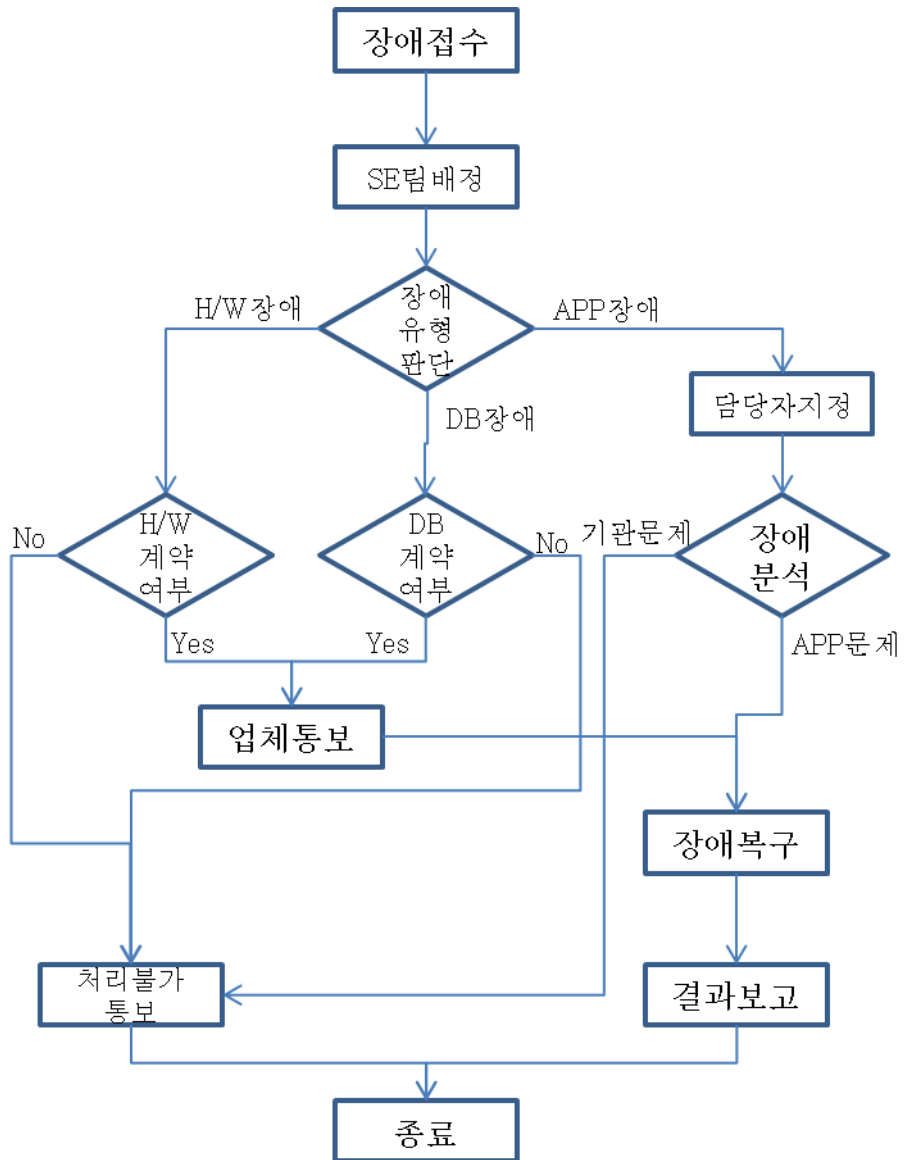 장애접수
SE팀배정
H/W장애
장애
유형
판단
APP장애
담당자지정
DB장애
No
H/W
계약
여부
DB
계약
여부
No
기관문제
장애
분석
Yes
Yes
APP문제
업체통보
장애복구
처리불가
통보
결과보고
종료